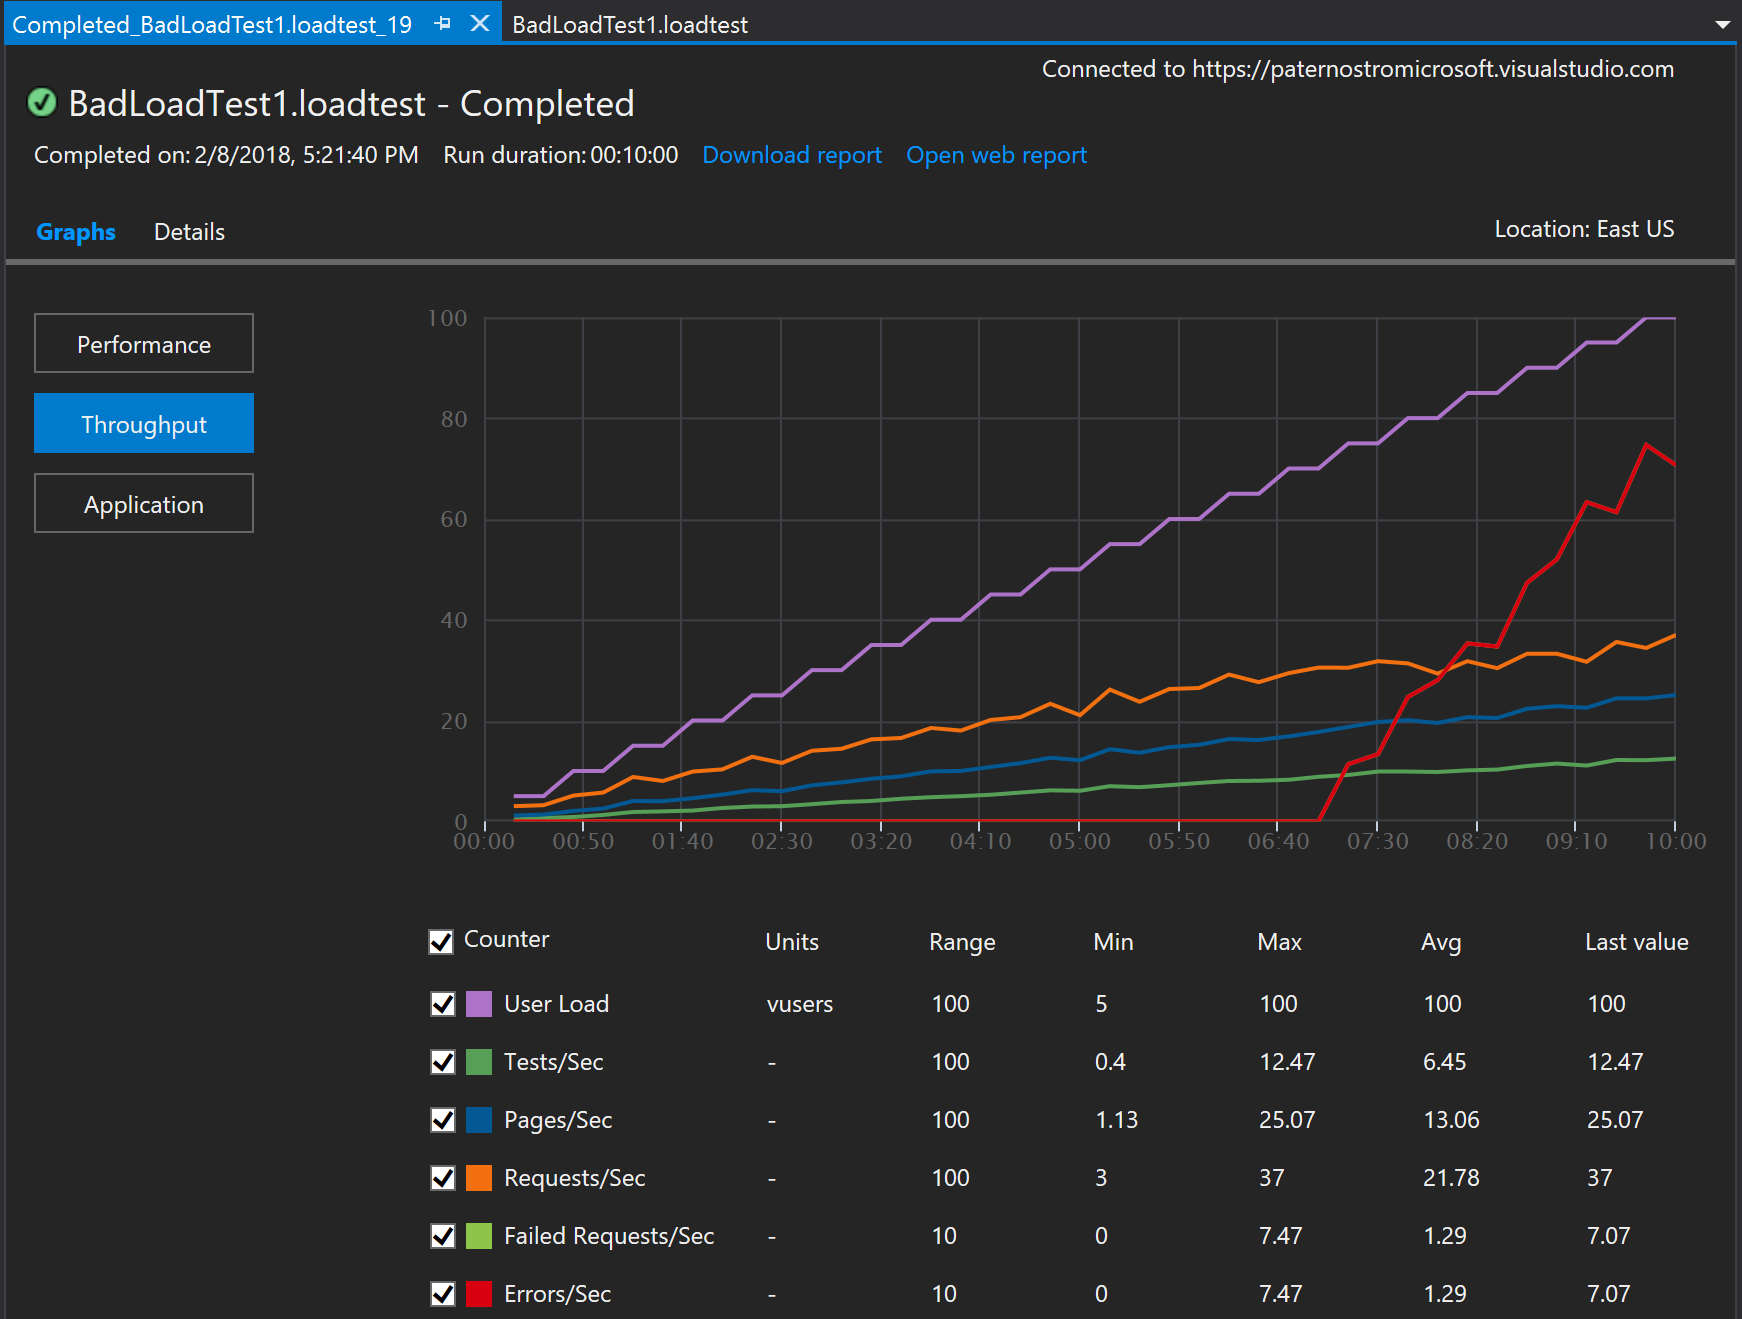 Completed_BadLoadTest1.loadtest_19 BadLoadTest1.loadtest
Connected to https://paternostromicrosoft.visualstudio.com
BadLoadTest1.loadtest - Completed
Completed on: 2/8/2018, 5:21:40 PM Run duration: 00:10:00 Download report Open web report
Graphs Details Location: East US
Performance
Throughput
Application
100
80
60
40
20
0
00:00 00:50 01:40 02:30 03:20 04:10 05:00 05:50 06:40 07:30 08:20 09:10 10:00
Counter Units Range Min Max Avg Last value
User Load vusers 100 5 100 100 100
Tests/Sec - 100 0.4 12.47 6.45 12.47
Pages/Sec - 100 1.13 25.07 13.06 25.07
Requests/Sec - 100 3 37 21.78 37
Failed Requests/Sec - 10 0 7.47 1.29 7.07
Errors/Sec - 10 0 7.47 1.29 7.07